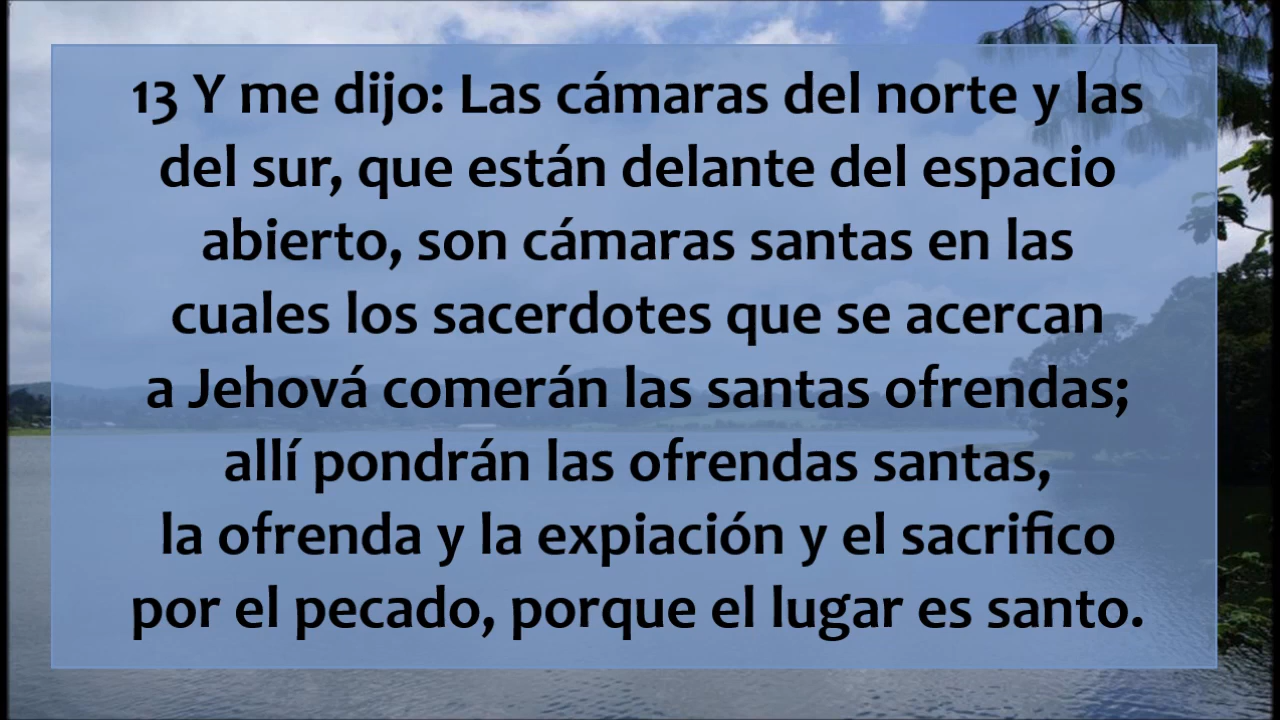 13 Y me dijo: Las cámaras del norte y las
del sur, que están delante del espacio
abierto, son cámaras santas en las
cuales los sacerdotes que se acercan
a Jehová comerán las santas ofrendas;
allí pondrán las ofrendas santas,
la ofrenda y la expiación y el sacrifico
por el pecado, porque el lugar es santo.